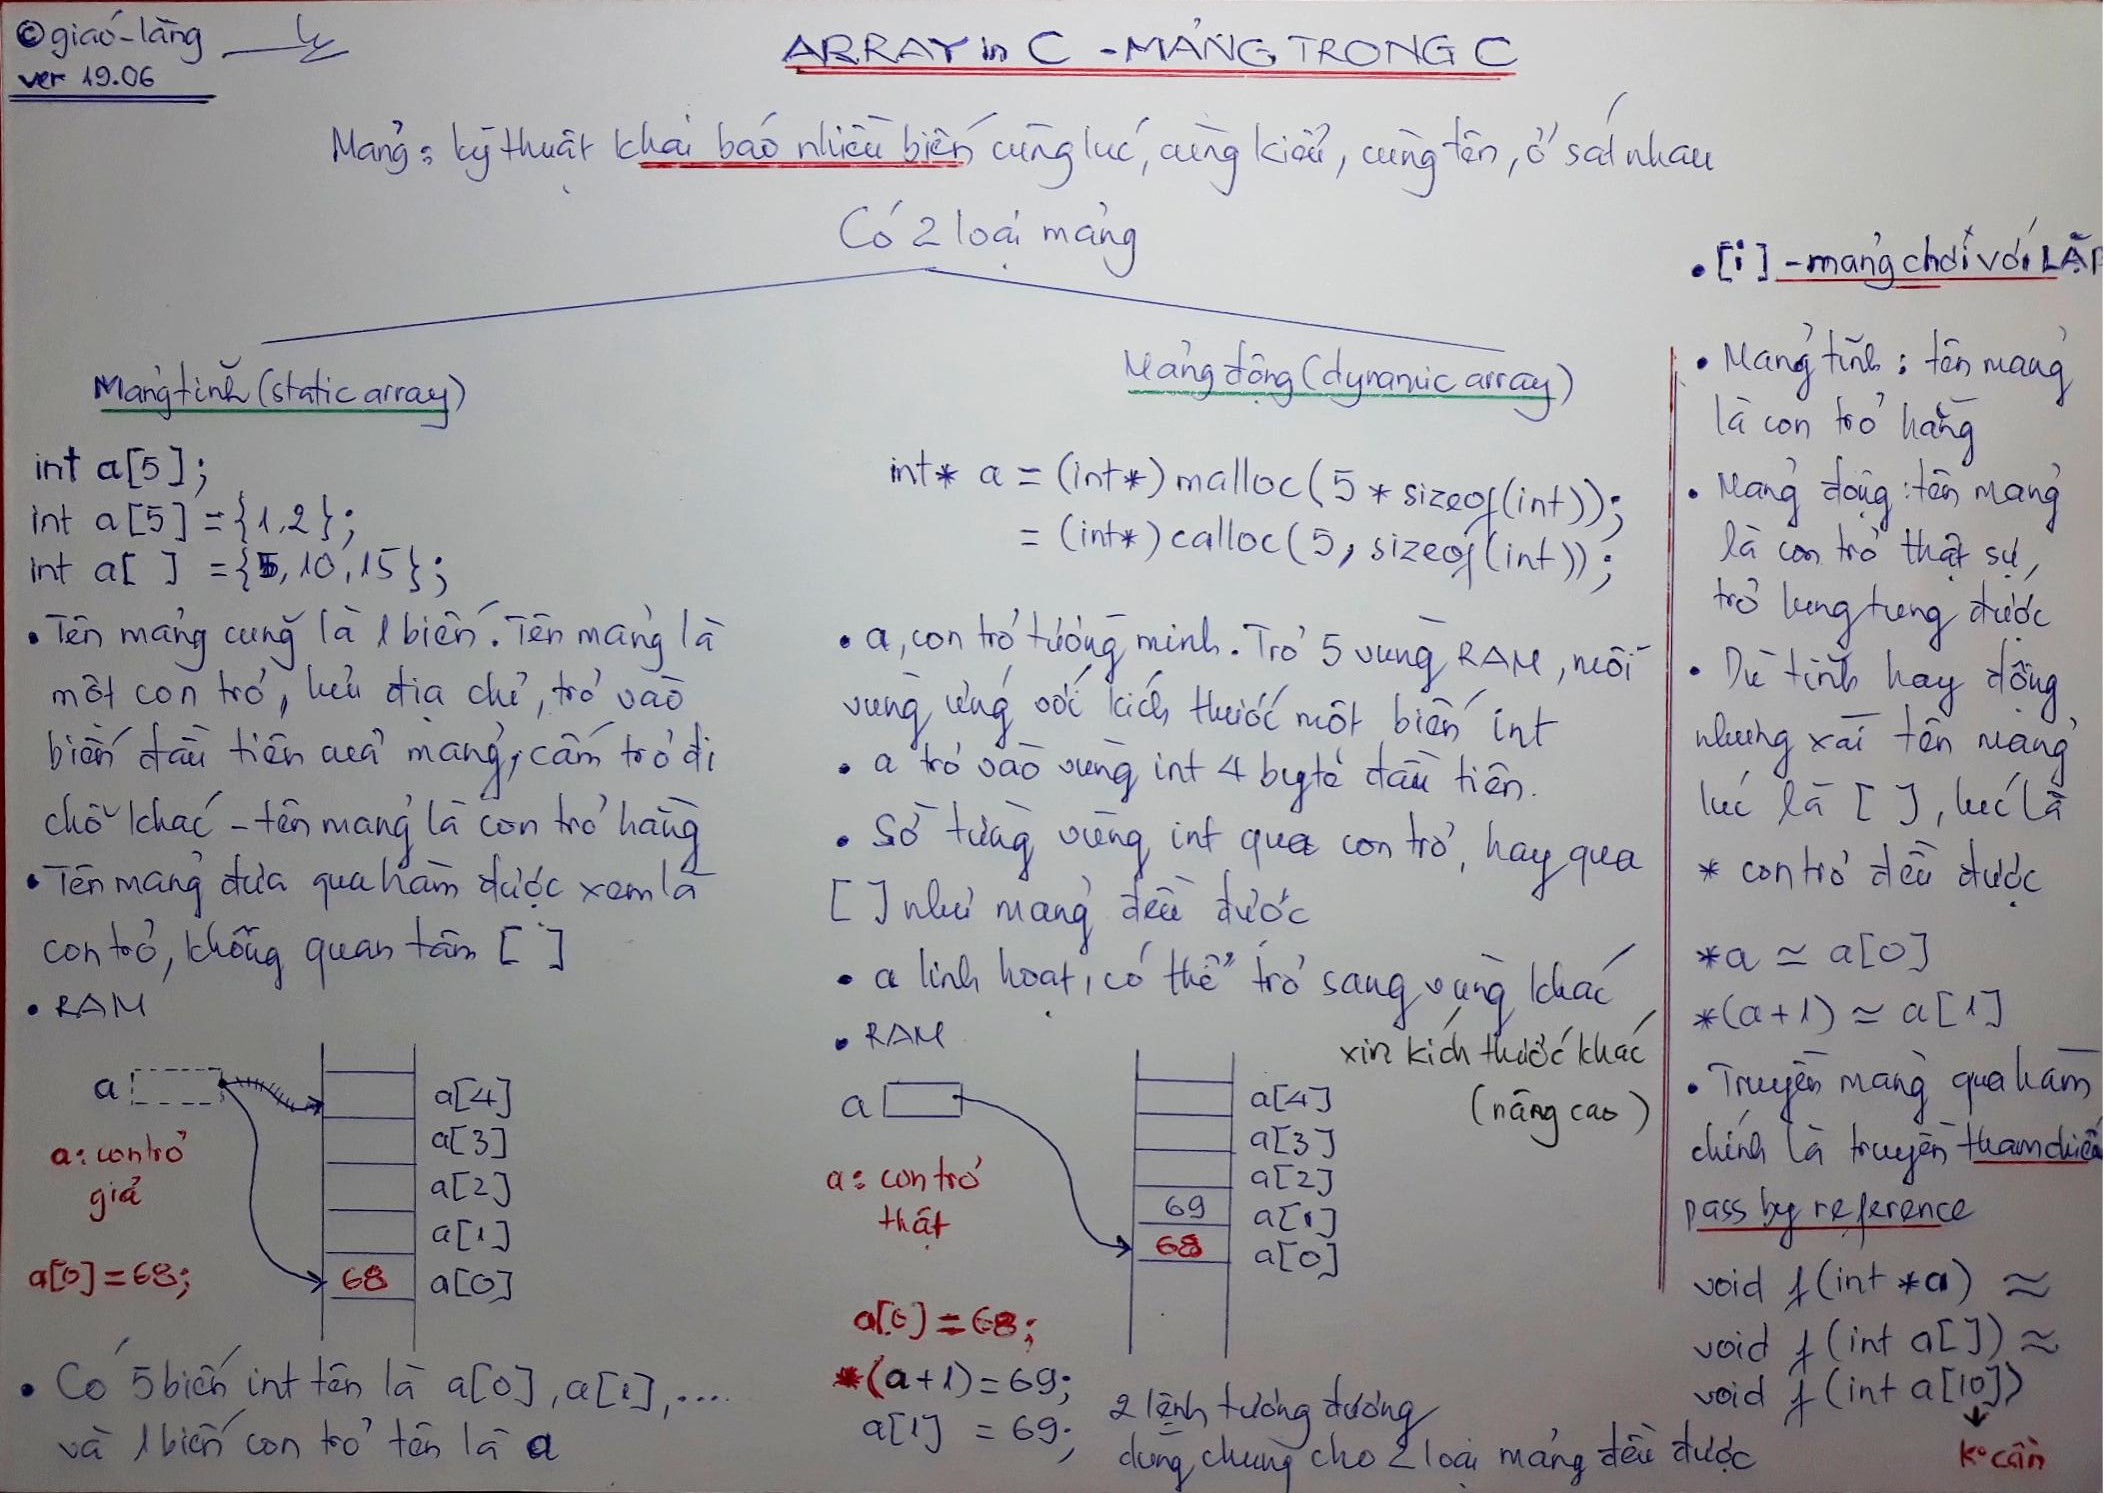 © giáo-làng
ver 19.06
ARRAY in C - MẢNG TRONG C
Mảng: kỹ thuật khai báo nhiều biến cùng lúc, cùng kiểu, cùng tên, ở sát nhau
Có 2 loại mảng
Mảng tĩnh (static array)
int a[5];
int a[5] = {1,2};
int a[ ] = {5,10,15};
• Tên mảng cũng là 1 biến. Tên mảng là
một con trỏ, lưu địa chỉ, trỏ vào
biến đầu tiên của mảng, cấm trỏ đi
chỗ khác - tên mảng là con trỏ hằng
• Tên mảng đưa qua hàm được xem là
con trỏ, không quan tâm [ ]
• RAM
a
a: con trỏ
giả
a[0] = 68;
a[4]
a[3]
a[2]
a[1]
68 a[0]
• Có 5 biến int tên là a[0], a[1], ....
và 1 biến con trỏ tên là a
Mảng động (dynamic array)
int* a = (int*) malloc(5 * sizeof(int));
= (int*) calloc(5, sizeof(int));
• a, con trỏ tường minh. Trỏ 5 vùng RAM, mỗi
vùng ứng với kích thước một biến int
• a trỏ vào vùng int 4 byte đầu tiên.
• Sờ từng vùng int qua con trỏ, hay qua
[ ] như mảng đều được
• a linh hoạt, có thể trỏ sang vùng khác
xin kích thước khác
(nâng cao)
• RAM
a
a: con trỏ
thật
a[4]
a[3]
a[2]
69 a[1]
68 a[0]
a[0] = 68;
*(a+1) = 69;
a[1] = 69;
2 lệnh tương đương
dùng chung cho 2 loại mảng đều được
• [i] - mảng chơi với LẶP
• Mảng tĩnh: tên mảng
là con trỏ hằng
• Mảng động: tên mảng
là con trỏ thật sự,
trỏ lung tung được
• Dù tĩnh hay động
nhưng xài tên mảng
lúc là [ ], lúc là
* con trỏ đều được
*a ≃ a[0]
*(a+1) ≃ a[1]
• Truyền mảng qua hàm
chính là truyền tham chiếu
pass by reference
void f(int *a) ≈
void f(int a[]) ≈
void f(int a[10])
ko cần